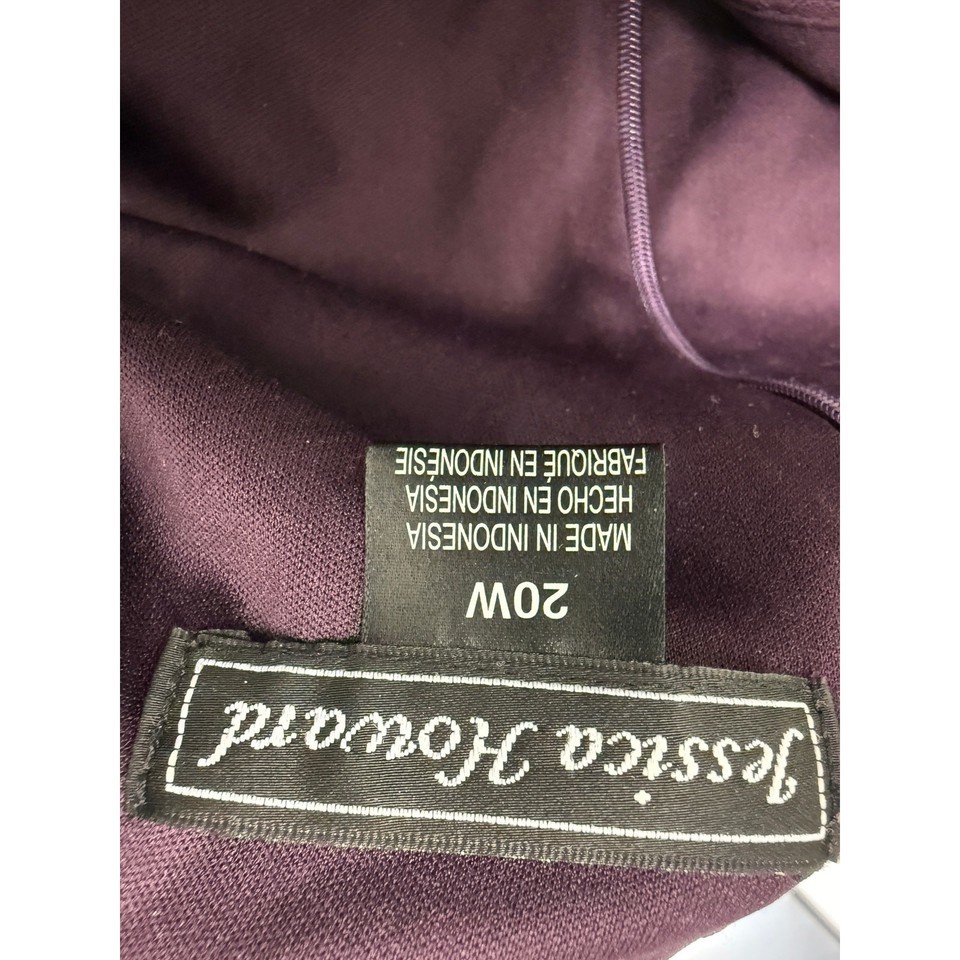 Jessica Howard
20W
MADE IN INDONESIA
HECHO EN INDONESIA
FABRIQUÉ EN INDONÉSIE